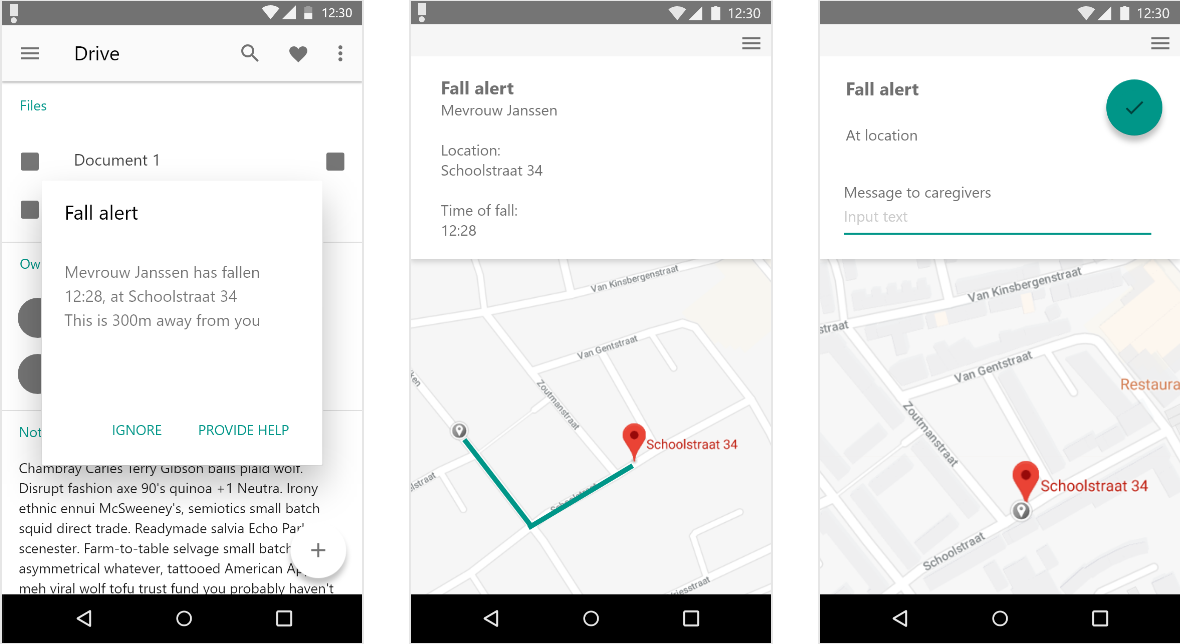 12:30
Drive
Files
Document 1
Fall alert
Ow
Mevrouw Janssen has fallen
12:28, at Schoolstraat 34
This is 300m away from you
Not
IGNORE
PROVIDE HELP
Chambray Carles Terry Gibson balls plaid wolf.
Disrupt fashion axe 90's quinoa +1 Neutra. Irony
ethnic ennui McSweeney's, semiotics small batch
squid direct trade. Readymade salvia Echo Par
scenester. Farm-to-table selvage small batch
asymmetrical whatever, tattooed American Ap
meh viral wolf tofu trust fund you probably haven't
12:30
Fall alert
Mevrouw Janssen
Location:
Schoolstraat 34
Time of fall:
12:28
Van Kinsbergenstraat
Van Gentstraat
Zoutmanstraat
Schoolstraat 34
Schoolstraat
12:30
Fall alert
At location
Message to caregivers
Input text
Van Kinsbergenstraat
straat
Van Gentstraat
Restaura
Zoutmanstraat
Schoolstraat 34
Schoolstraat